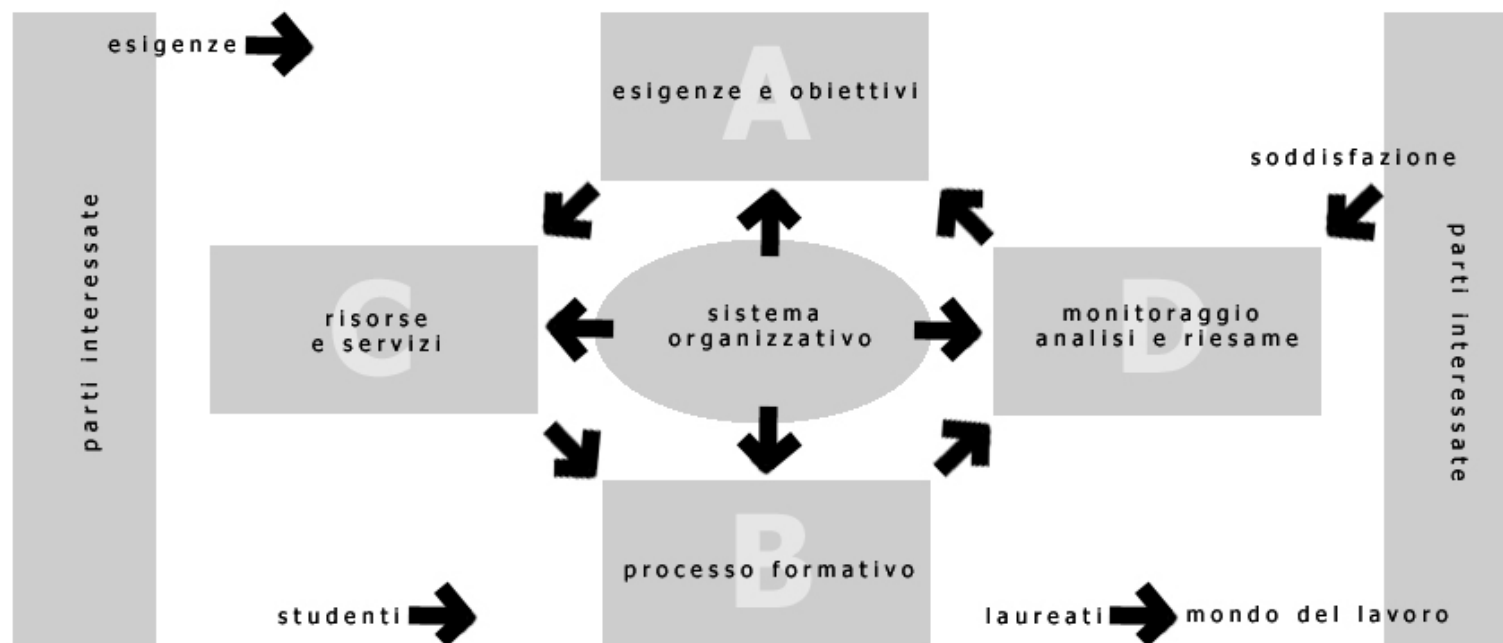 esigenze
A
esigenze e obiettivi
soddisfazione
parti interessate
C
risorse
e servizi
sistema
organizzativo
D
monitoraggio
analisi e riesame
parti interessate
B
processo formativo
studenti
laureati
mondo del lavoro